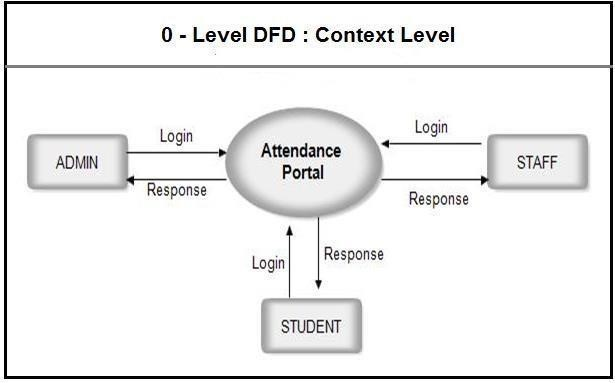 0 - Level DFD : Context Level
Login
Login
ADMIN
Attendance
Portal
STAFF
Response
Response
Login
Response
STUDENT